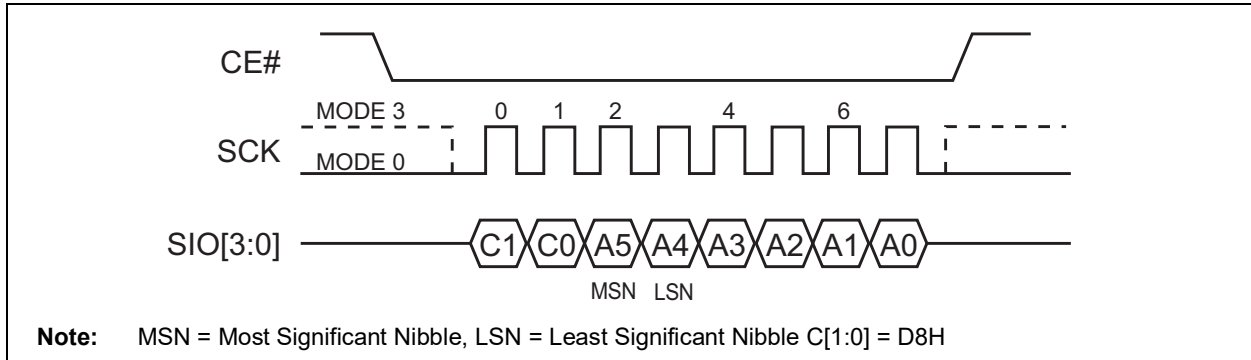 CE#
MODE 3 0 1 2 4 6
SCK
MODE 0
SIO[3:0] C1 C0 A5 A4 A3 A2 A1 A0
MSN LSN
Note: MSN = Most Significant Nibble, LSN = Least Significant Nibble C[1:0] = D8H